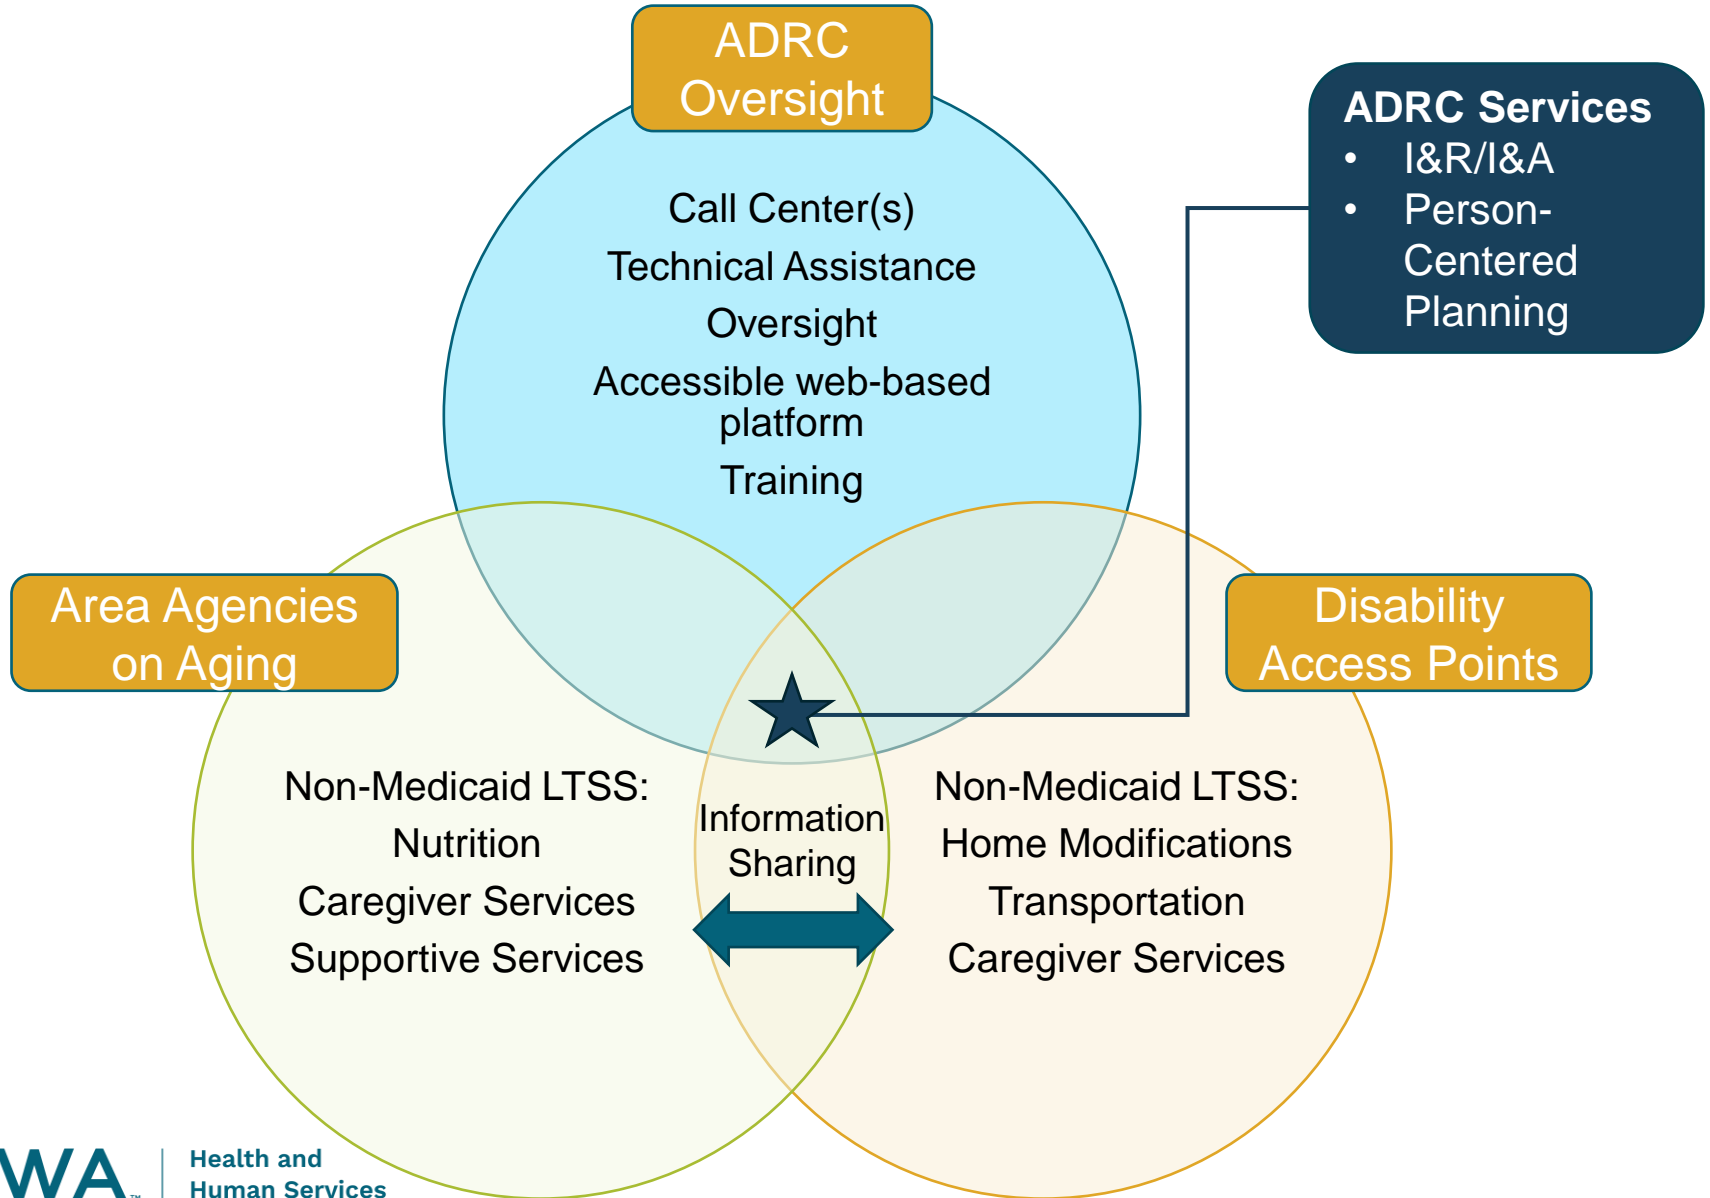 ADRC
Oversight
ADRC Services
• I&R/I&A
• Person-
Centered
Planning
Call Center(s)
Technical Assistance
Oversight
Accessible web-based
platform
Training
Area Agencies
on Aging
Disability
Access Points
Non-Medicaid LTSS:
Nutrition
Caregiver Services
Supportive Services
Information
Sharing
Non-Medicaid LTSS:
Home Modifications
Transportation
Caregiver Services
WA™
Health and
Human Services